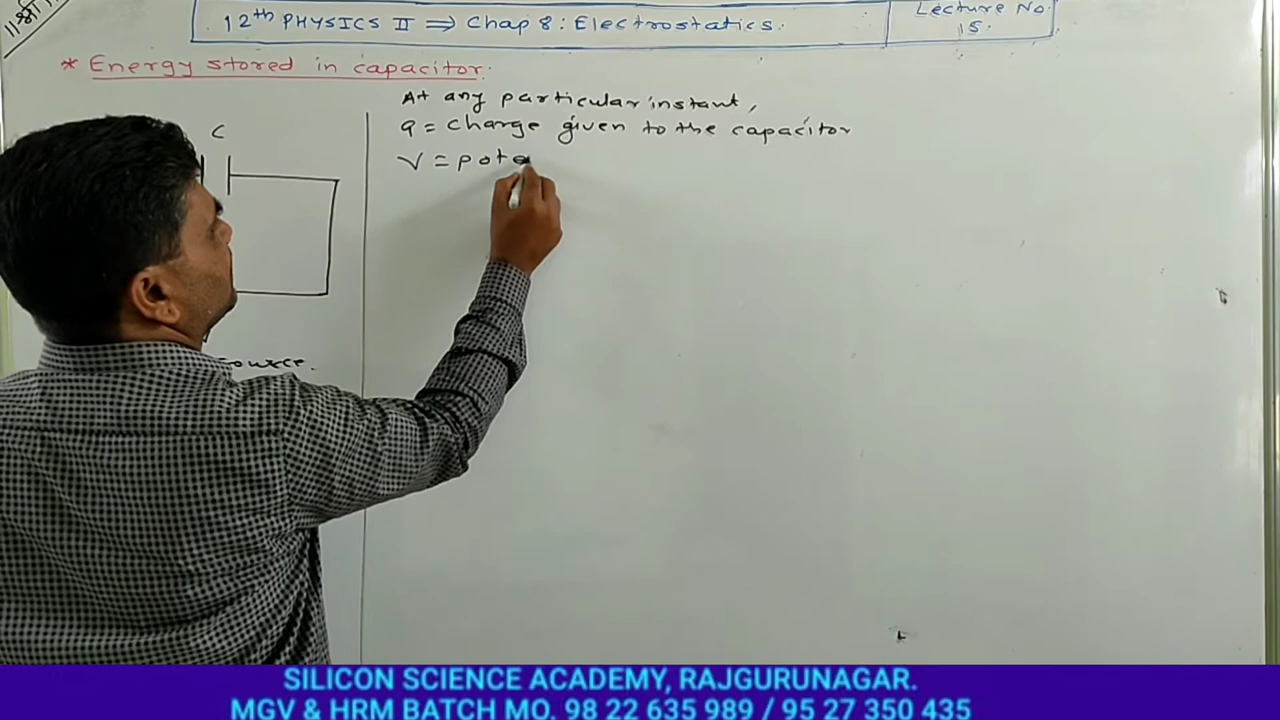 ॥श्री॥
12th PHYSICS II ⇒ Chap 8: Electrostatics.
Lecture No.
15.
* Energy stored in capacitor.
At any particular instant,
q = charge given to the capacitor
V = pote
C
source.
SILICON SCIENCE ACADEMY, RAJGURUNAGAR.
MGV & HRM BATCH MO. 98 22 635 989 / 95 27 350 435